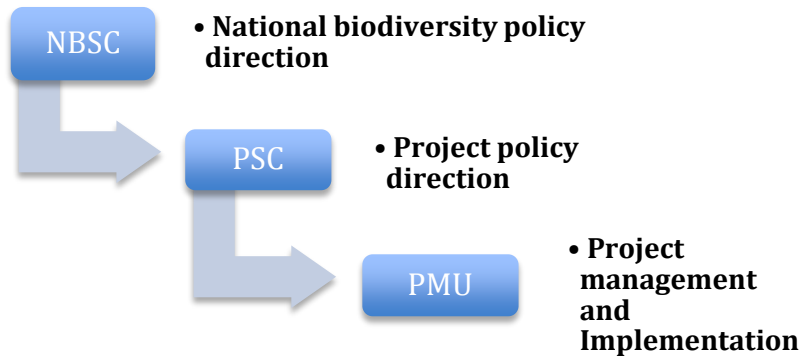 NBSC
• National biodiversity policy
direction
PSC
• Project policy
direction
PMU
• Project
management
and
Implementation